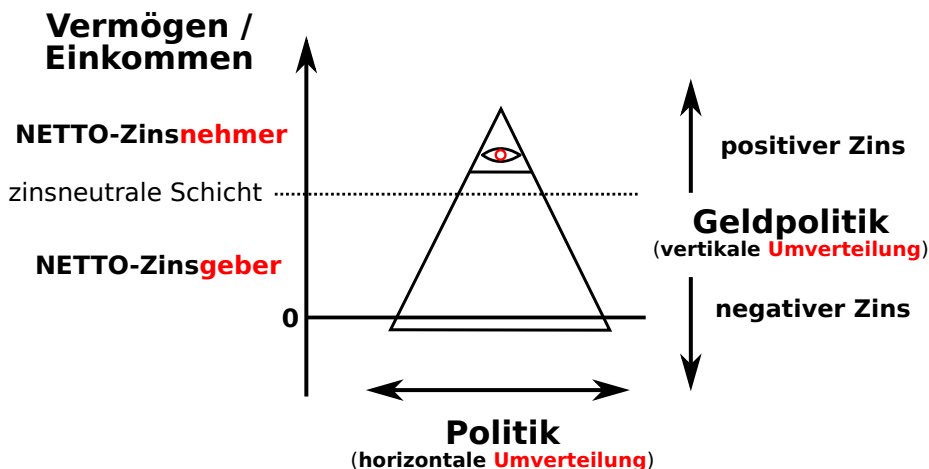 Vermögen /
Einkommen
NETTO-Zinsnehmer
positiver Zins
zinsneutrale Schicht
Geldpolitik
(vertikale Umverteilung)
NETTO-Zinsgeber
negativer Zins
0
Politik
(horizontale Umverteilung)